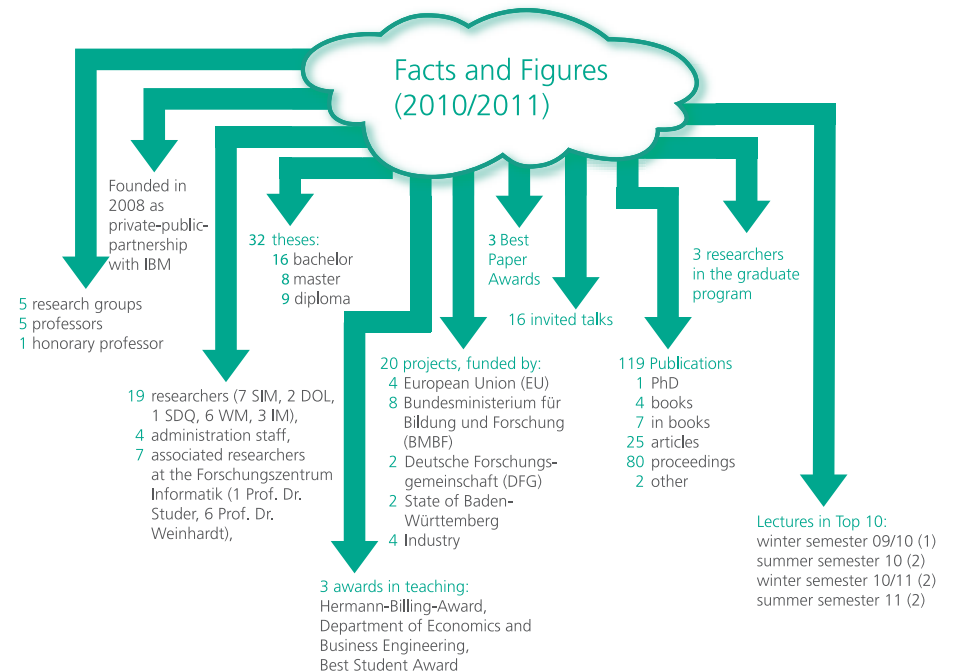 Facts and Figures
(2010/2011)
Founded in
2008 as
private-public-
partnership
with IBM
5 research groups
5 professors
1 honorary professor
32 theses:
16 bachelor
8 master
9 diploma
19 researchers (7 SIM, 2 DOL,
1 SDQ, 6 WM, 3 IM),
4 administration staff,
7 associated researchers
at the Forschungszentrum
Informatik (1 Prof. Dr.
Studer, 6 Prof. Dr.
Weinhardt),
3 awards in teaching:
Hermann-Billing-Award,
Department of Economics and
Business Engineering,
Best Student Award
20 projects, funded by:
4 European Union (EU)
8 Bundesministerium für
Bildung und Forschung
(BMBF)
2 Deutsche Forschungs-
gemeinschaft (DFG)
2 State of Baden-
Württemberg
4 Industry
3 Best
Paper
Awards
16 invited talks
119 Publications
1 PhD
4 books
7 in books
25 articles
80 proceedings
2 other
3 researchers
in the graduate
program
Lectures in Top 10:
winter semester 09/10 (1)
summer semester 10 (2)
winter semester 10/11 (2)
summer semester 11 (2)